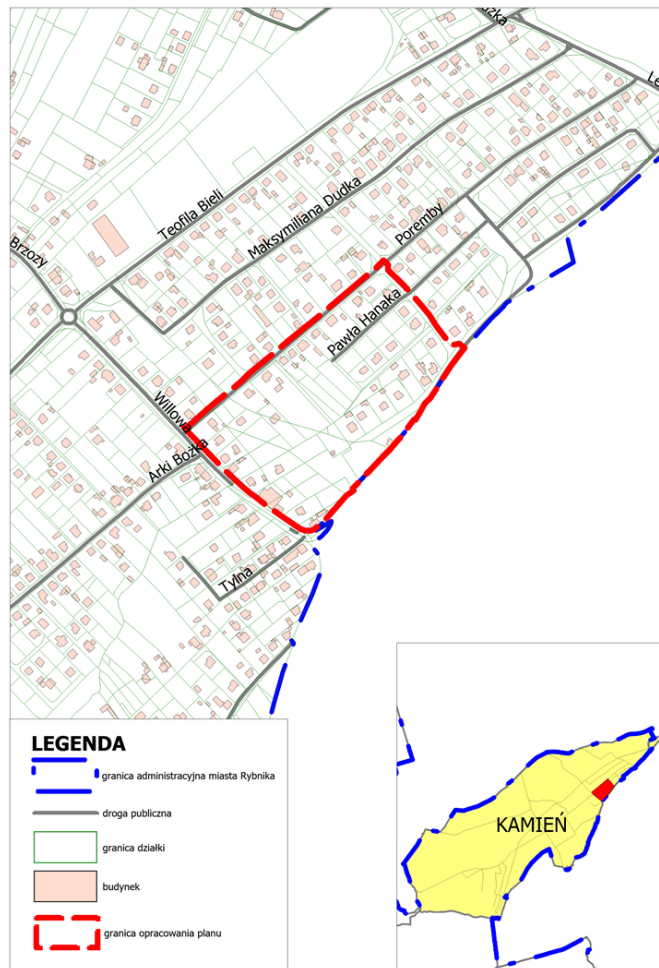 Teofila Bieli
Maksymiliana Dudka
Poremby
Brzozy
Pawła Hanaka
Willowa
Arki Bożka
Tylna
LEGENDA
granica administracyjna miasta Rybnika
droga publiczna
granica działki
budynek
granica opracowania planu
KAMIEŃ